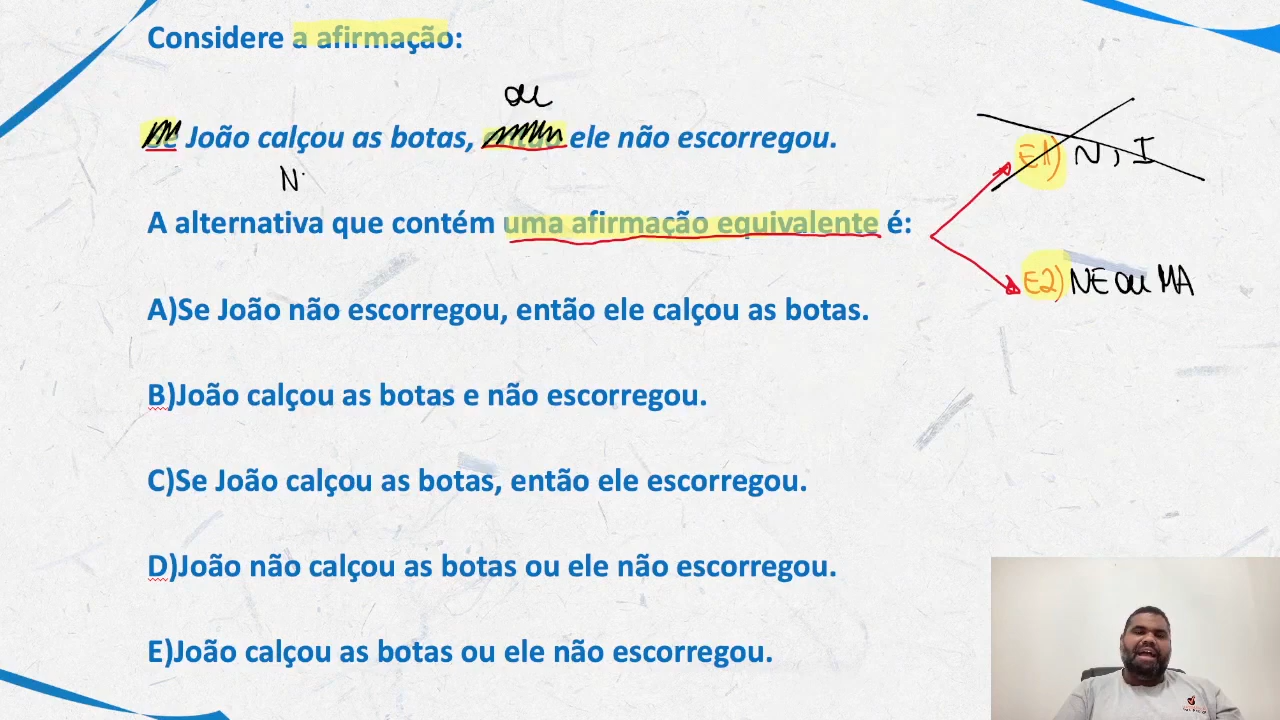 Considere a afirmação:
ou
Se João calçou as botas, então ele não escorregou.
N
A alternativa que contém uma afirmação equivalente é:
E1) N, I
E2) NE ou MA
A)Se João não escorregou, então ele calçou as botas.
B)João calçou as botas e não escorregou.
C)Se João calçou as botas, então ele escorregou.
D)João não calçou as botas ou ele não escorregou.
E)João calçou as botas ou ele não escorregou.